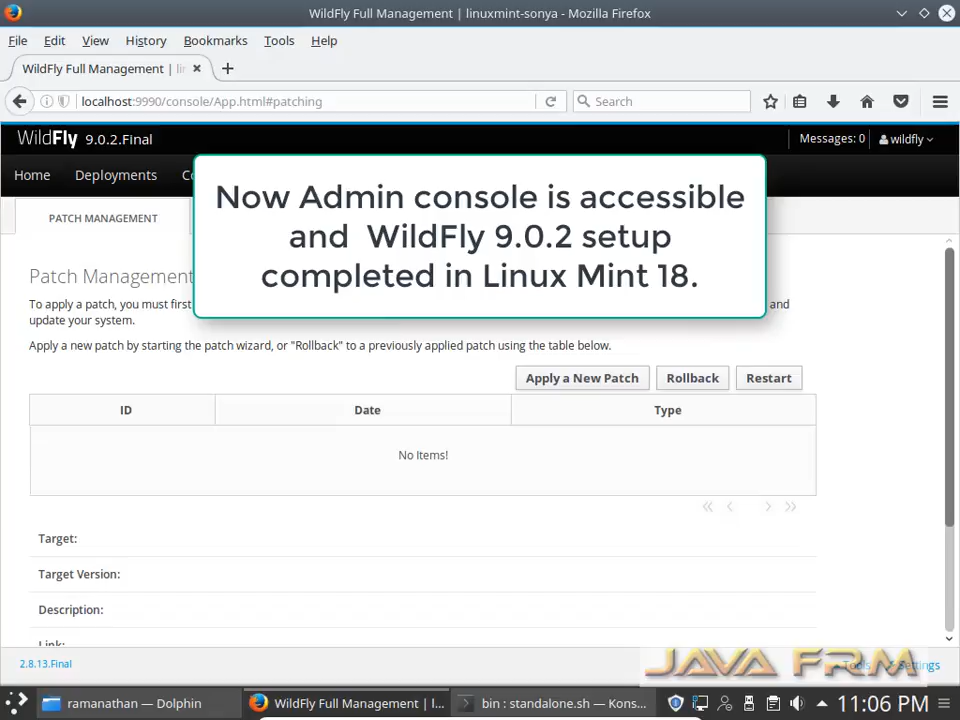 WildFly Full Management | linuxmint-sonya - Mozilla Firefox
File Edit View History Bookmarks Tools Help
WildFly Full Management | li
localhost:9990/console/App.html#patching
Search
WildFly 9.0.2.Final
Messages: 0
wildfly
Home Deployments
Now Admin console is accessible
and WildFly 9.0.2 setup
completed in Linux Mint 18.
PATCH MANAGEMENT
Patch Management
To apply a patch, you must first
and
update your system.
Apply a new patch by starting the patch wizard, or "Rollback" to a previously applied patch using the table below.
Apply a New Patch Rollback Restart
ID Date Type
No Items!
Target:
Target Version:
Description:
Link:
2.8.13.Final
Tools Settings
JAVA FRM
ramanathan — Dolphin
WildFly Full Management | l...
bin : standalone.sh — Kons...
11:06 PM